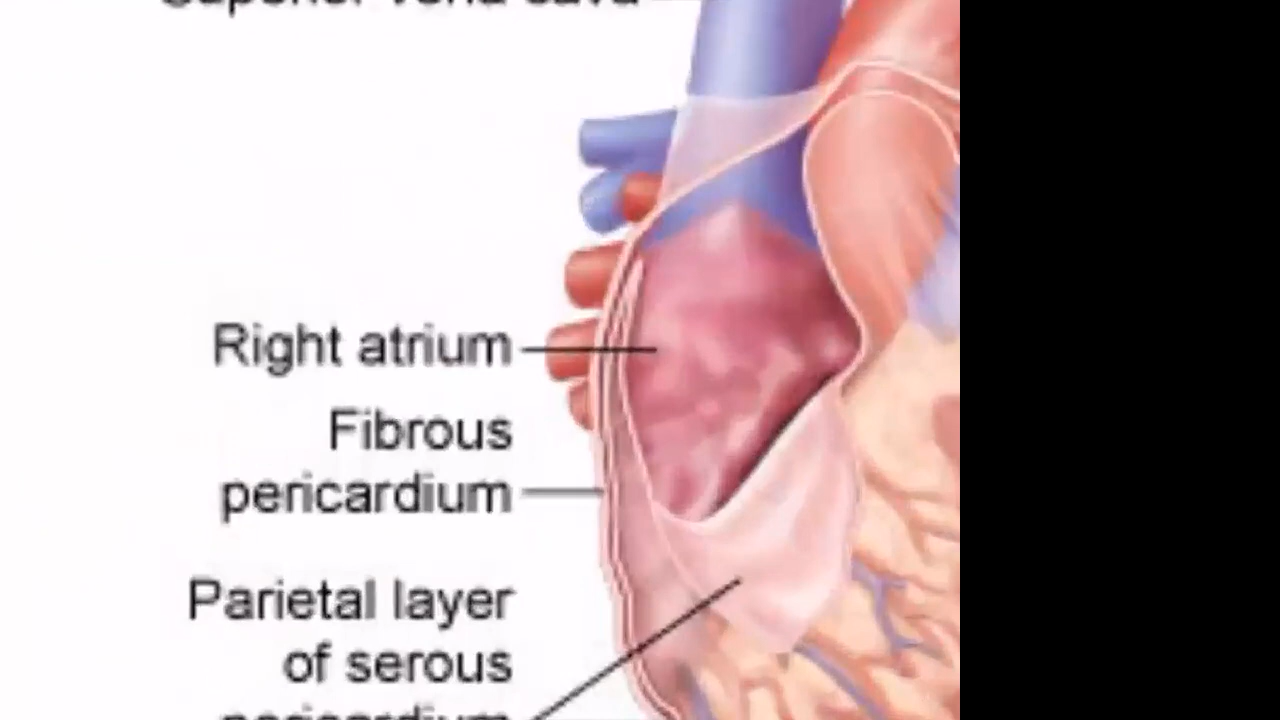 Superior vena cava
Right atrium
Fibrous
pericardium
Parietal layer
of serous
pericardium